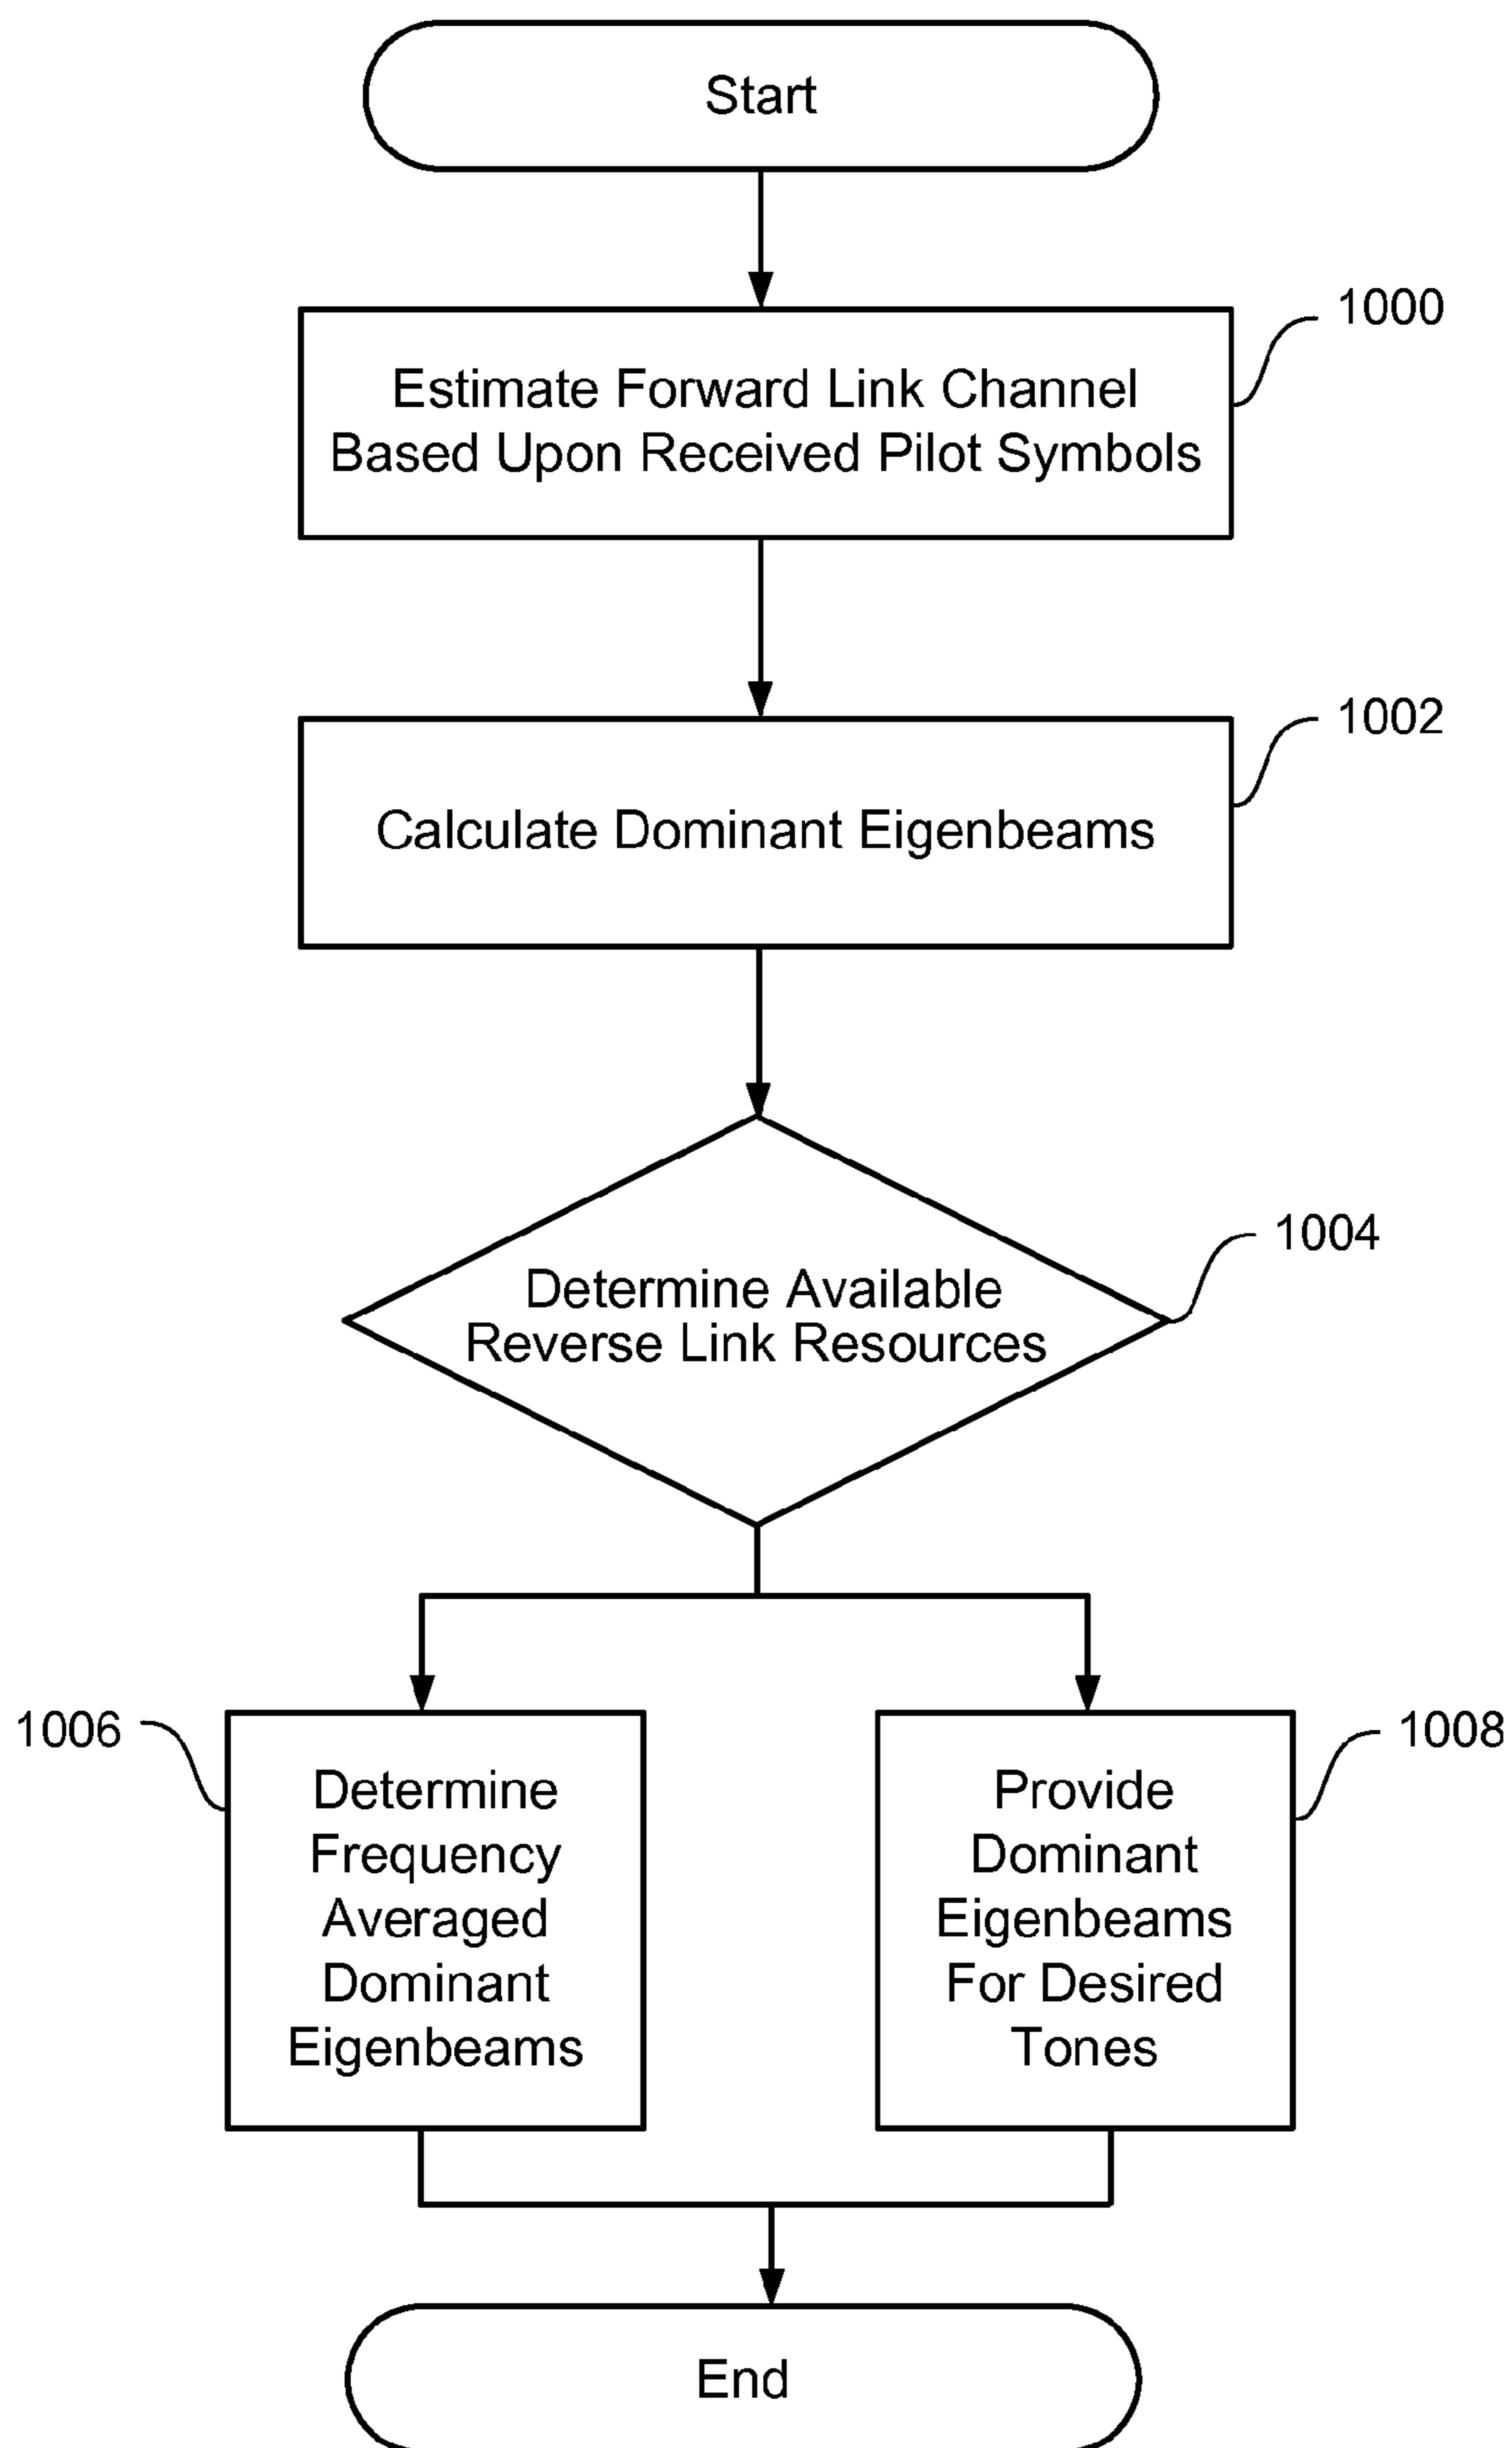 Start
1000
Estimate Forward Link Channel
Based Upon Received Pilot Symbols
1002
Calculate Dominant Eigenbeams
1004
Determine Available
Reverse Link Resources
1006
Determine
Frequency
Averaged
Dominant
Eigenbeams
1008
Provide
Dominant
Eigenbeams
For Desired
Tones
End